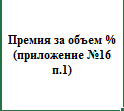 Премия за объем %
(приложение №16
п.1)